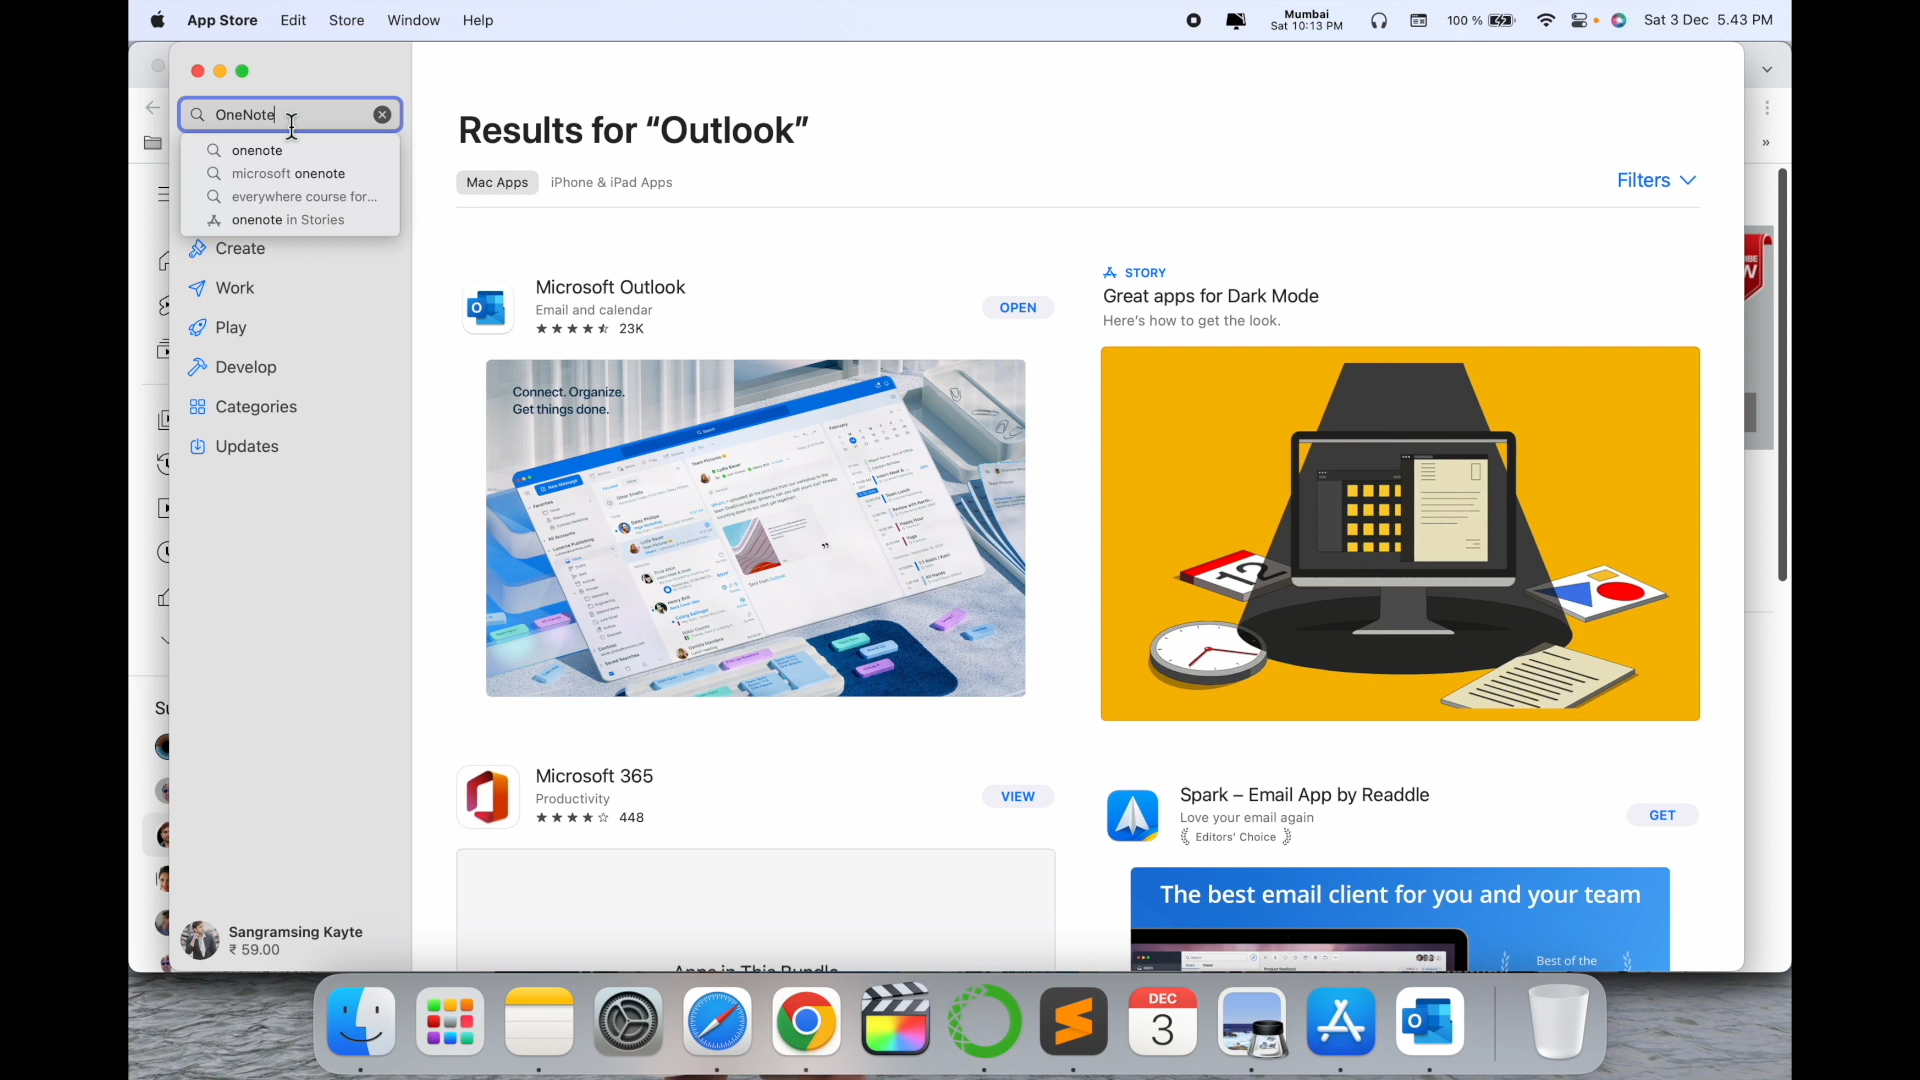 App Store Edit Store Window Help
Mumbai
Sat 10:13 PM
100 %
Sat 3 Dec 5.43 PM
OneNote
onenote
microsoft onenote
everywhere course for...
onenote in Stories
Create
Work
Play
Develop
Categories
Updates
Sangramsing Kayte
₹ 59.00
Results for “Outlook”
Mac Apps iPhone & iPad Apps
Filters
Microsoft Outlook
Email and calendar
23K
OPEN
Connect. Organize.
Get things done.
STORY
Great apps for Dark Mode
Here's how to get the look.
12
Microsoft 365
Productivity
448
VIEW
Apps in This Bundle
Spark – Email App by Readdle
Love your email again
Editors' Choice
GET
The best email client for you and your team
Best of the
DEC
3